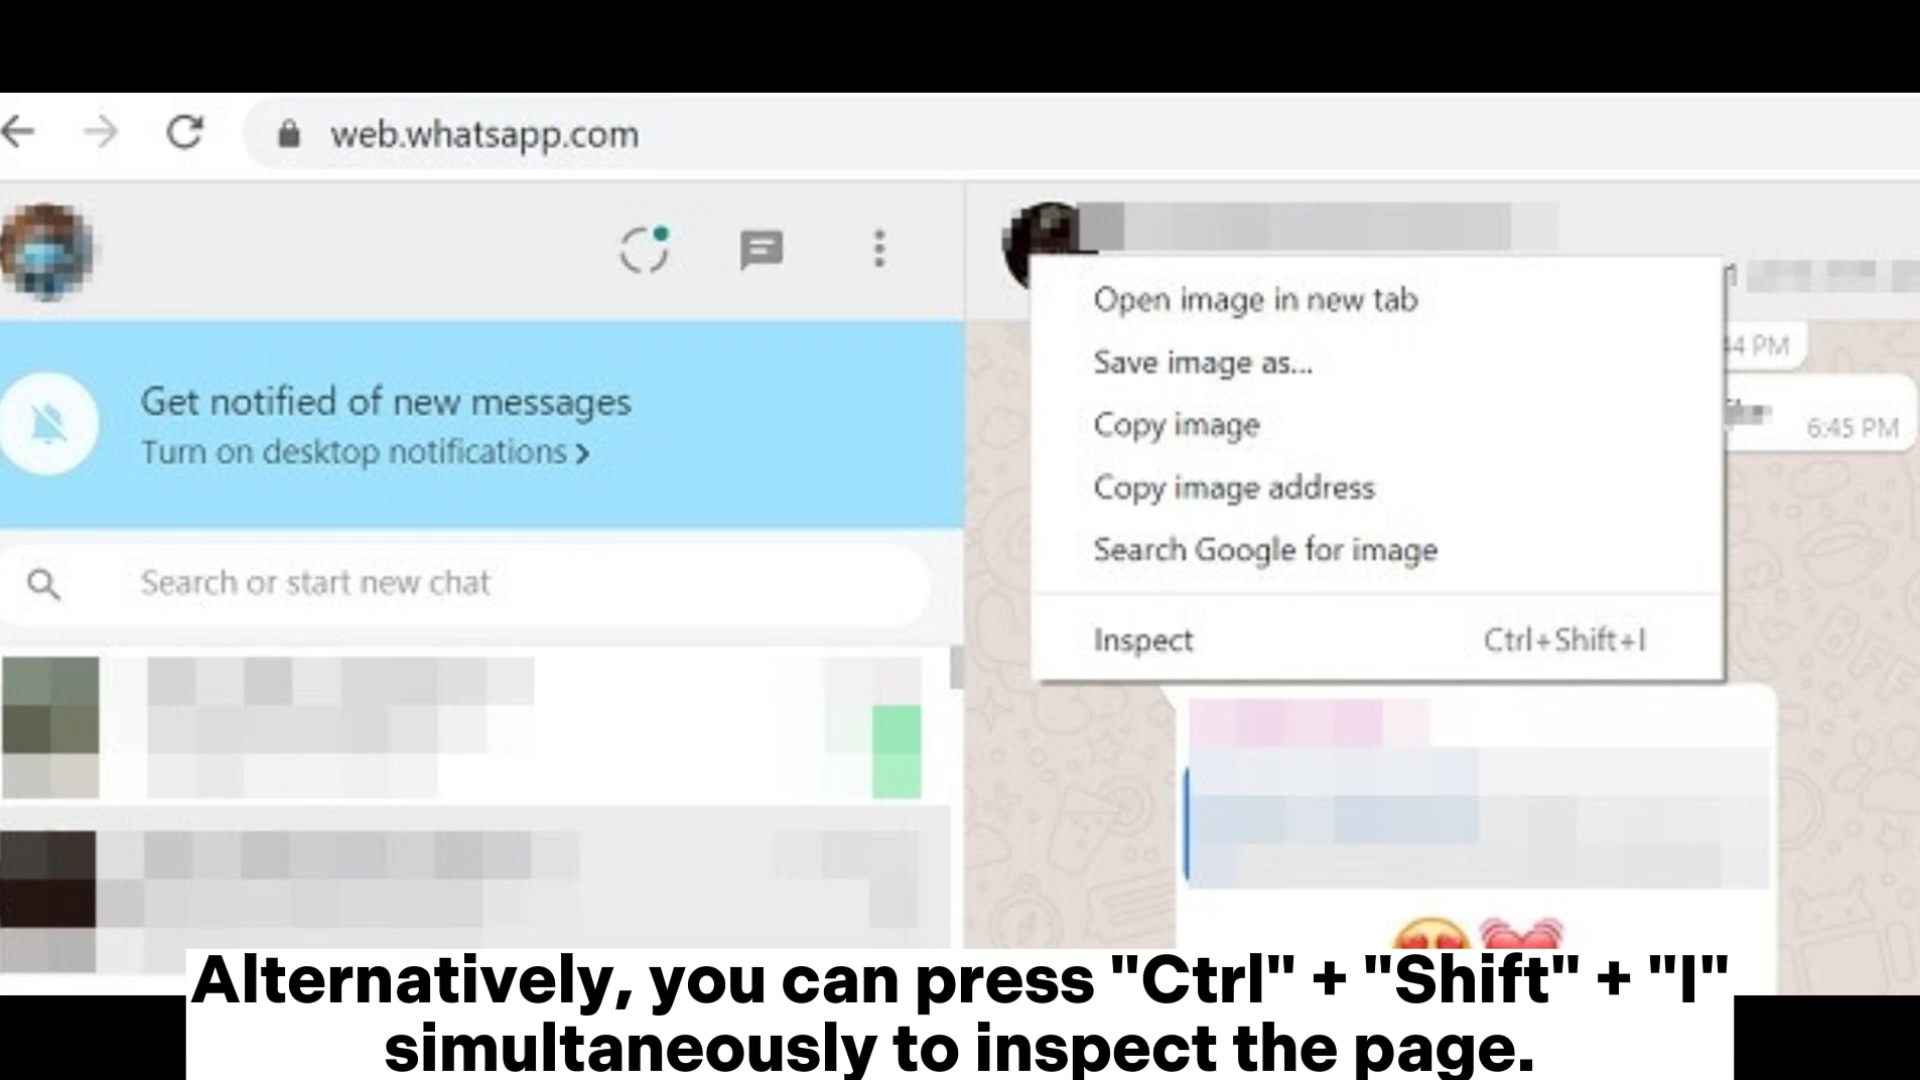 web.whatsapp.com
Get notified of new messages
Turn on desktop notifications >
Search or start new chat
Open image in new tab
Save image as...
Copy image
Copy image address
Search Google for image
Inspect Ctrl+Shift+I
44 PM
6:45 PM
Alternatively, you can press "Ctrl" + "Shift" + "I"
simultaneously to inspect the page.